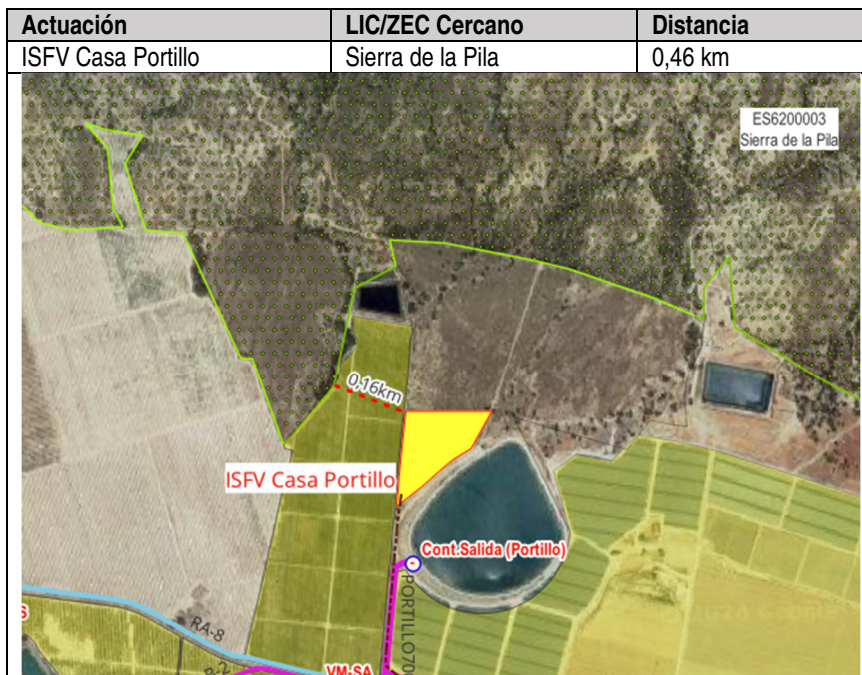 Actuación LIC/ZEC Cercano Distancia
ISFV Casa Portillo Sierra de la Pila 0,46 km
ES6200003
Sierra de la Pila
0,16km
ISFV Casa Portillo
Cont.Salida (Portillo)
PORTILLO70
RA-8
R-2
VM-SA
S